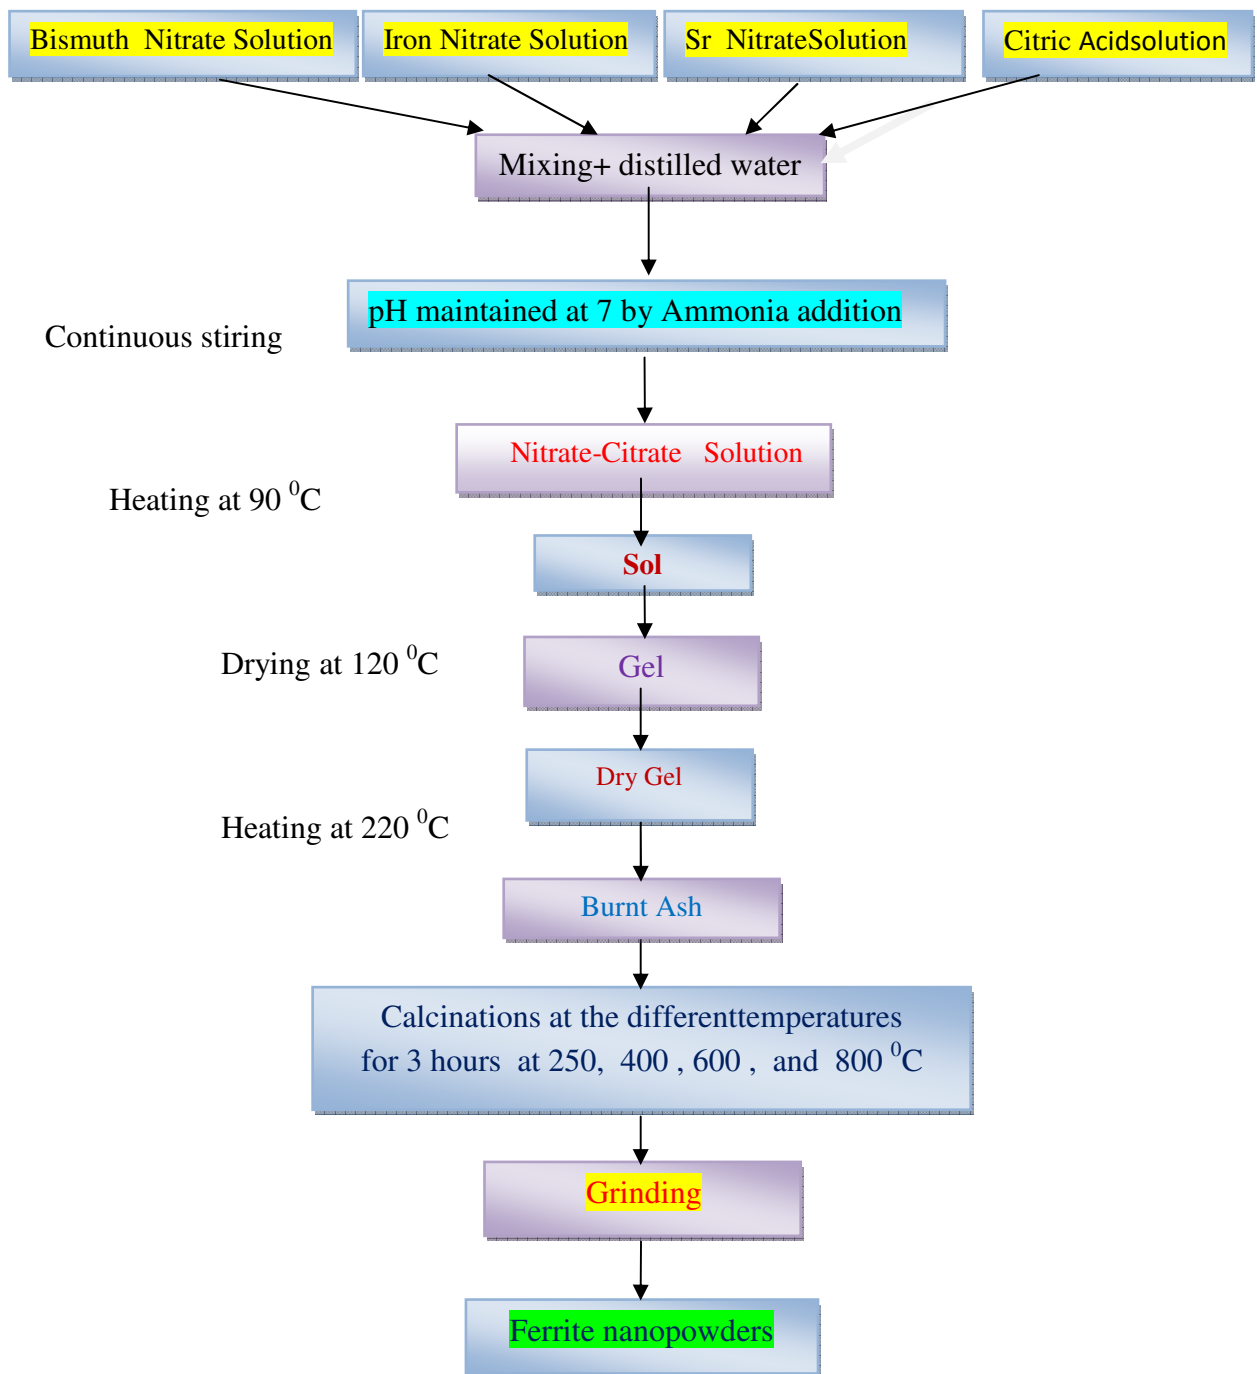 Bismuth Nitrate Solution
Iron Nitrate Solution
Sr NitrateSolution
Citric Acidsolution
Mixing+ distilled water
pH maintained at 7 by Ammonia addition
Continuous stiring
Nitrate-Citrate Solution
Heating at 90 ⁰C
Sol
Gel
Drying at 120 ⁰C
Dry Gel
Heating at 220 ⁰C
Burnt Ash
Calcinations at the differenttemperatures
for 3 hours at 250, 400 , 600 , and 800 ⁰C
Grinding
Ferrite nanopowders